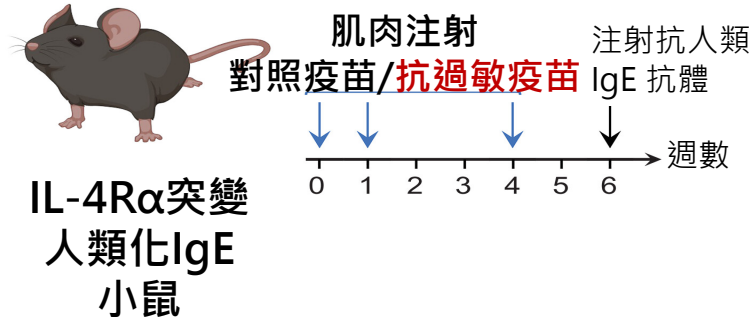 肌肉注射
對照疫苗/抗過敏疫苗
注射抗人類
IgE 抗體
0 1 2 3 4 5 6
週數
IL-4Rα突變
人類化IgE
小鼠